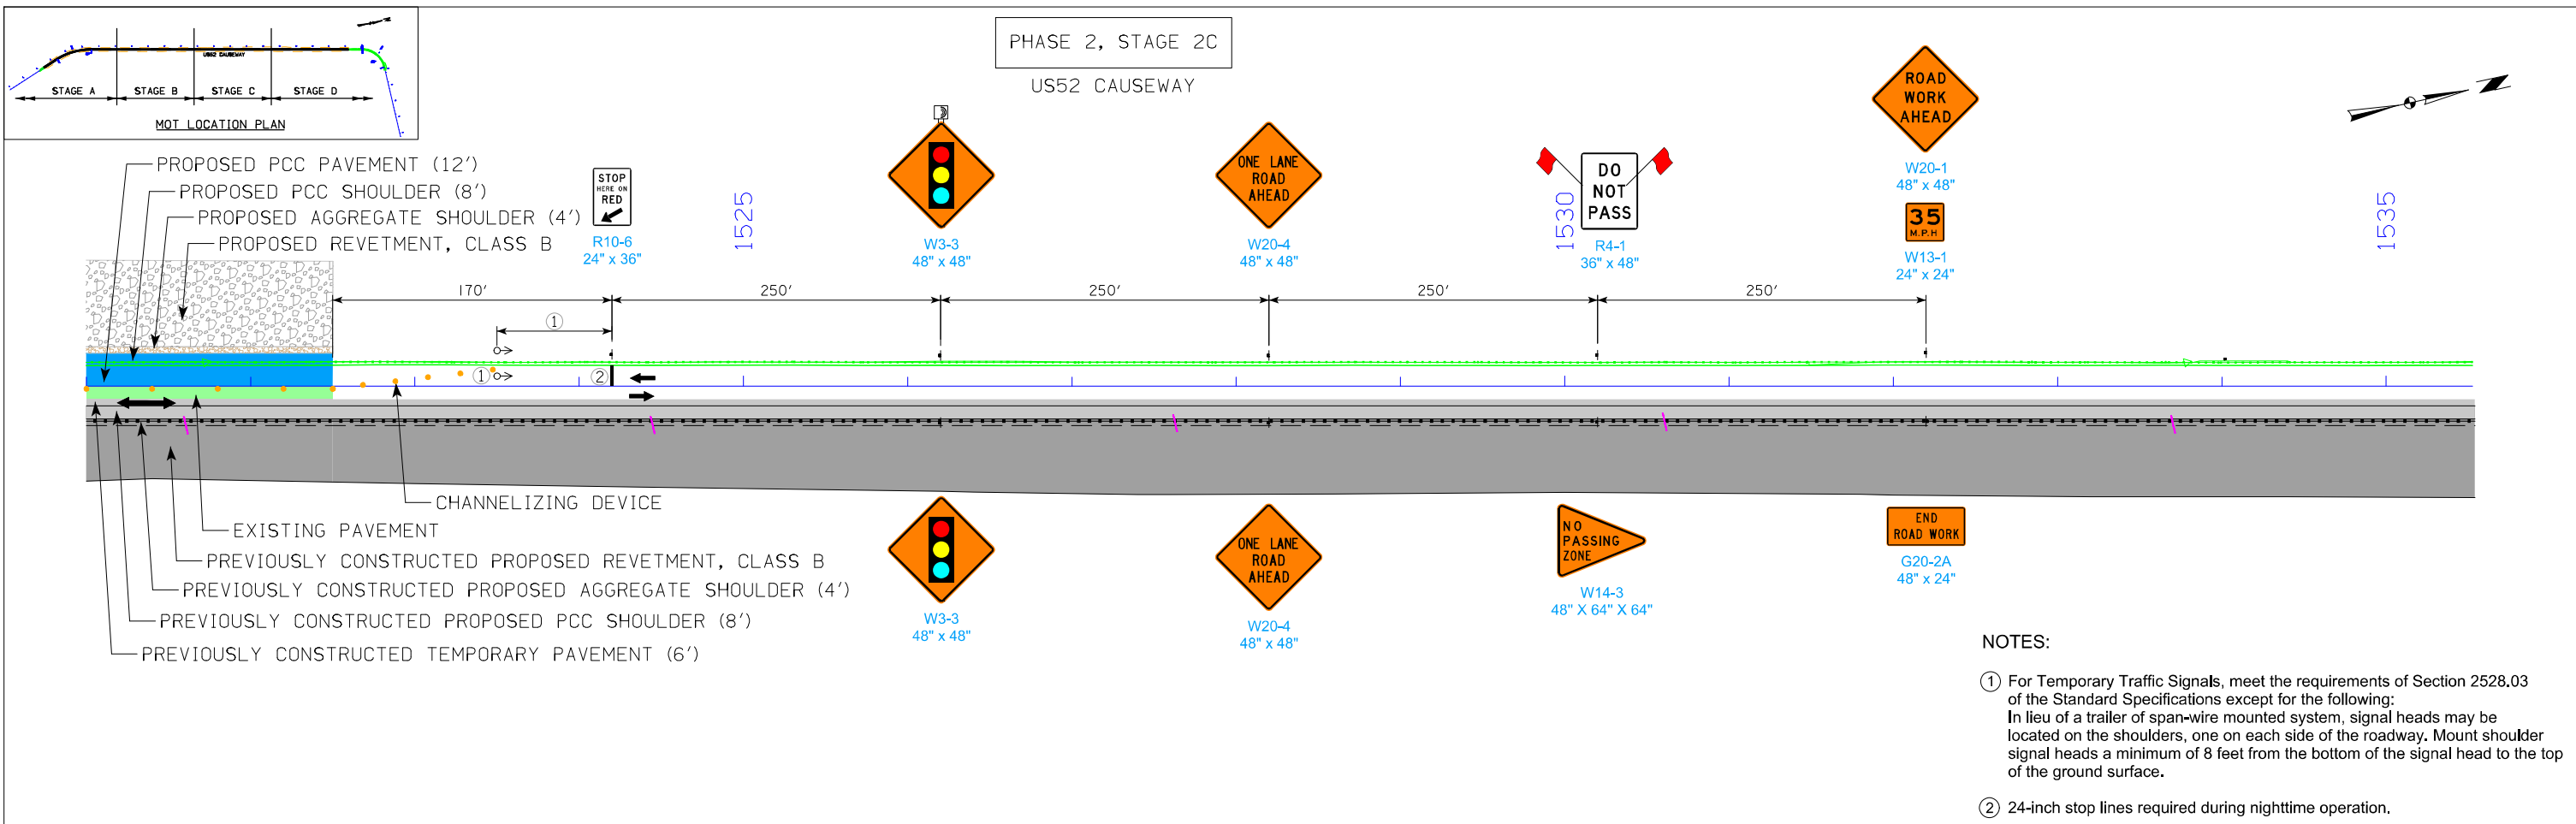 PHASE 2, STAGE 2C
US52 CAUSEWAY
US52 CAUSEWAY
STAGE A
STAGE B
STAGE C
STAGE D
MOT LOCATION PLAN
PROPOSED PCC PAVEMENT (12')
PROPOSED PCC SHOULDER (8')
PROPOSED AGGREGATE SHOULDER (4')
PROPOSED REVETMENT, CLASS B
STOP
HERE ON
RED
R10-6
24" x 36"
1525
W3-3
48" x 48"
ONE LANE
ROAD
AHEAD
W20-4
48" x 48"
1530
DO
NOT
PASS
R4-1
36" x 48"
ROAD
WORK
AHEAD
W20-1
48" x 48"
35
M.P.H
W13-1
24" x 24"
1535
170'
250'
250'
250'
250'
1
1
2
CHANNELIZING DEVICE
EXISTING PAVEMENT
PREVIOUSLY CONSTRUCTED PROPOSED REVETMENT, CLASS B
PREVIOUSLY CONSTRUCTED PROPOSED AGGREGATE SHOULDER (4')
PREVIOUSLY CONSTRUCTED PROPOSED PCC SHOULDER (8')
PREVIOUSLY CONSTRUCTED TEMPORARY PAVEMENT (6')
W3-3
48" x 48"
ONE LANE
ROAD
AHEAD
W20-4
48" x 48"
NO
PASSING
ZONE
W14-3
48" X 64" X 64"
END
ROAD WORK
G20-2A
48" x 24"
NOTES:
1 For Temporary Traffic Signals, meet the requirements of Section 2528.03
of the Standard Specifications except for the following:
In lieu of a trailer of span-wire mounted system, signal heads may be
located on the shoulders, one on each side of the roadway. Mount shoulder
signal heads a minimum of 8 feet from the bottom of the signal head to the top
of the ground surface.
2 24-inch stop lines required during nighttime operation.